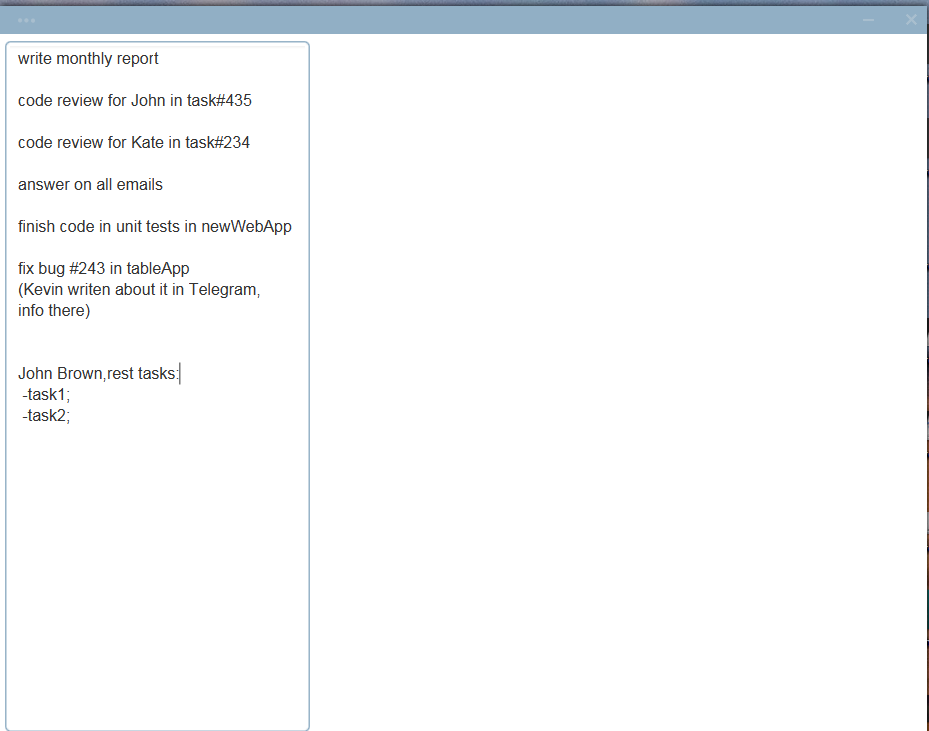 write monthly report
code review for John in task#435
code review for Kate in task#234
answer on all emails
finish code in unit tests in newWebApp
fix bug #243 in tableApp
(Kevin writen about it in Telegram,
info there)
John Brown,rest tasks:
-task1;
-task2;